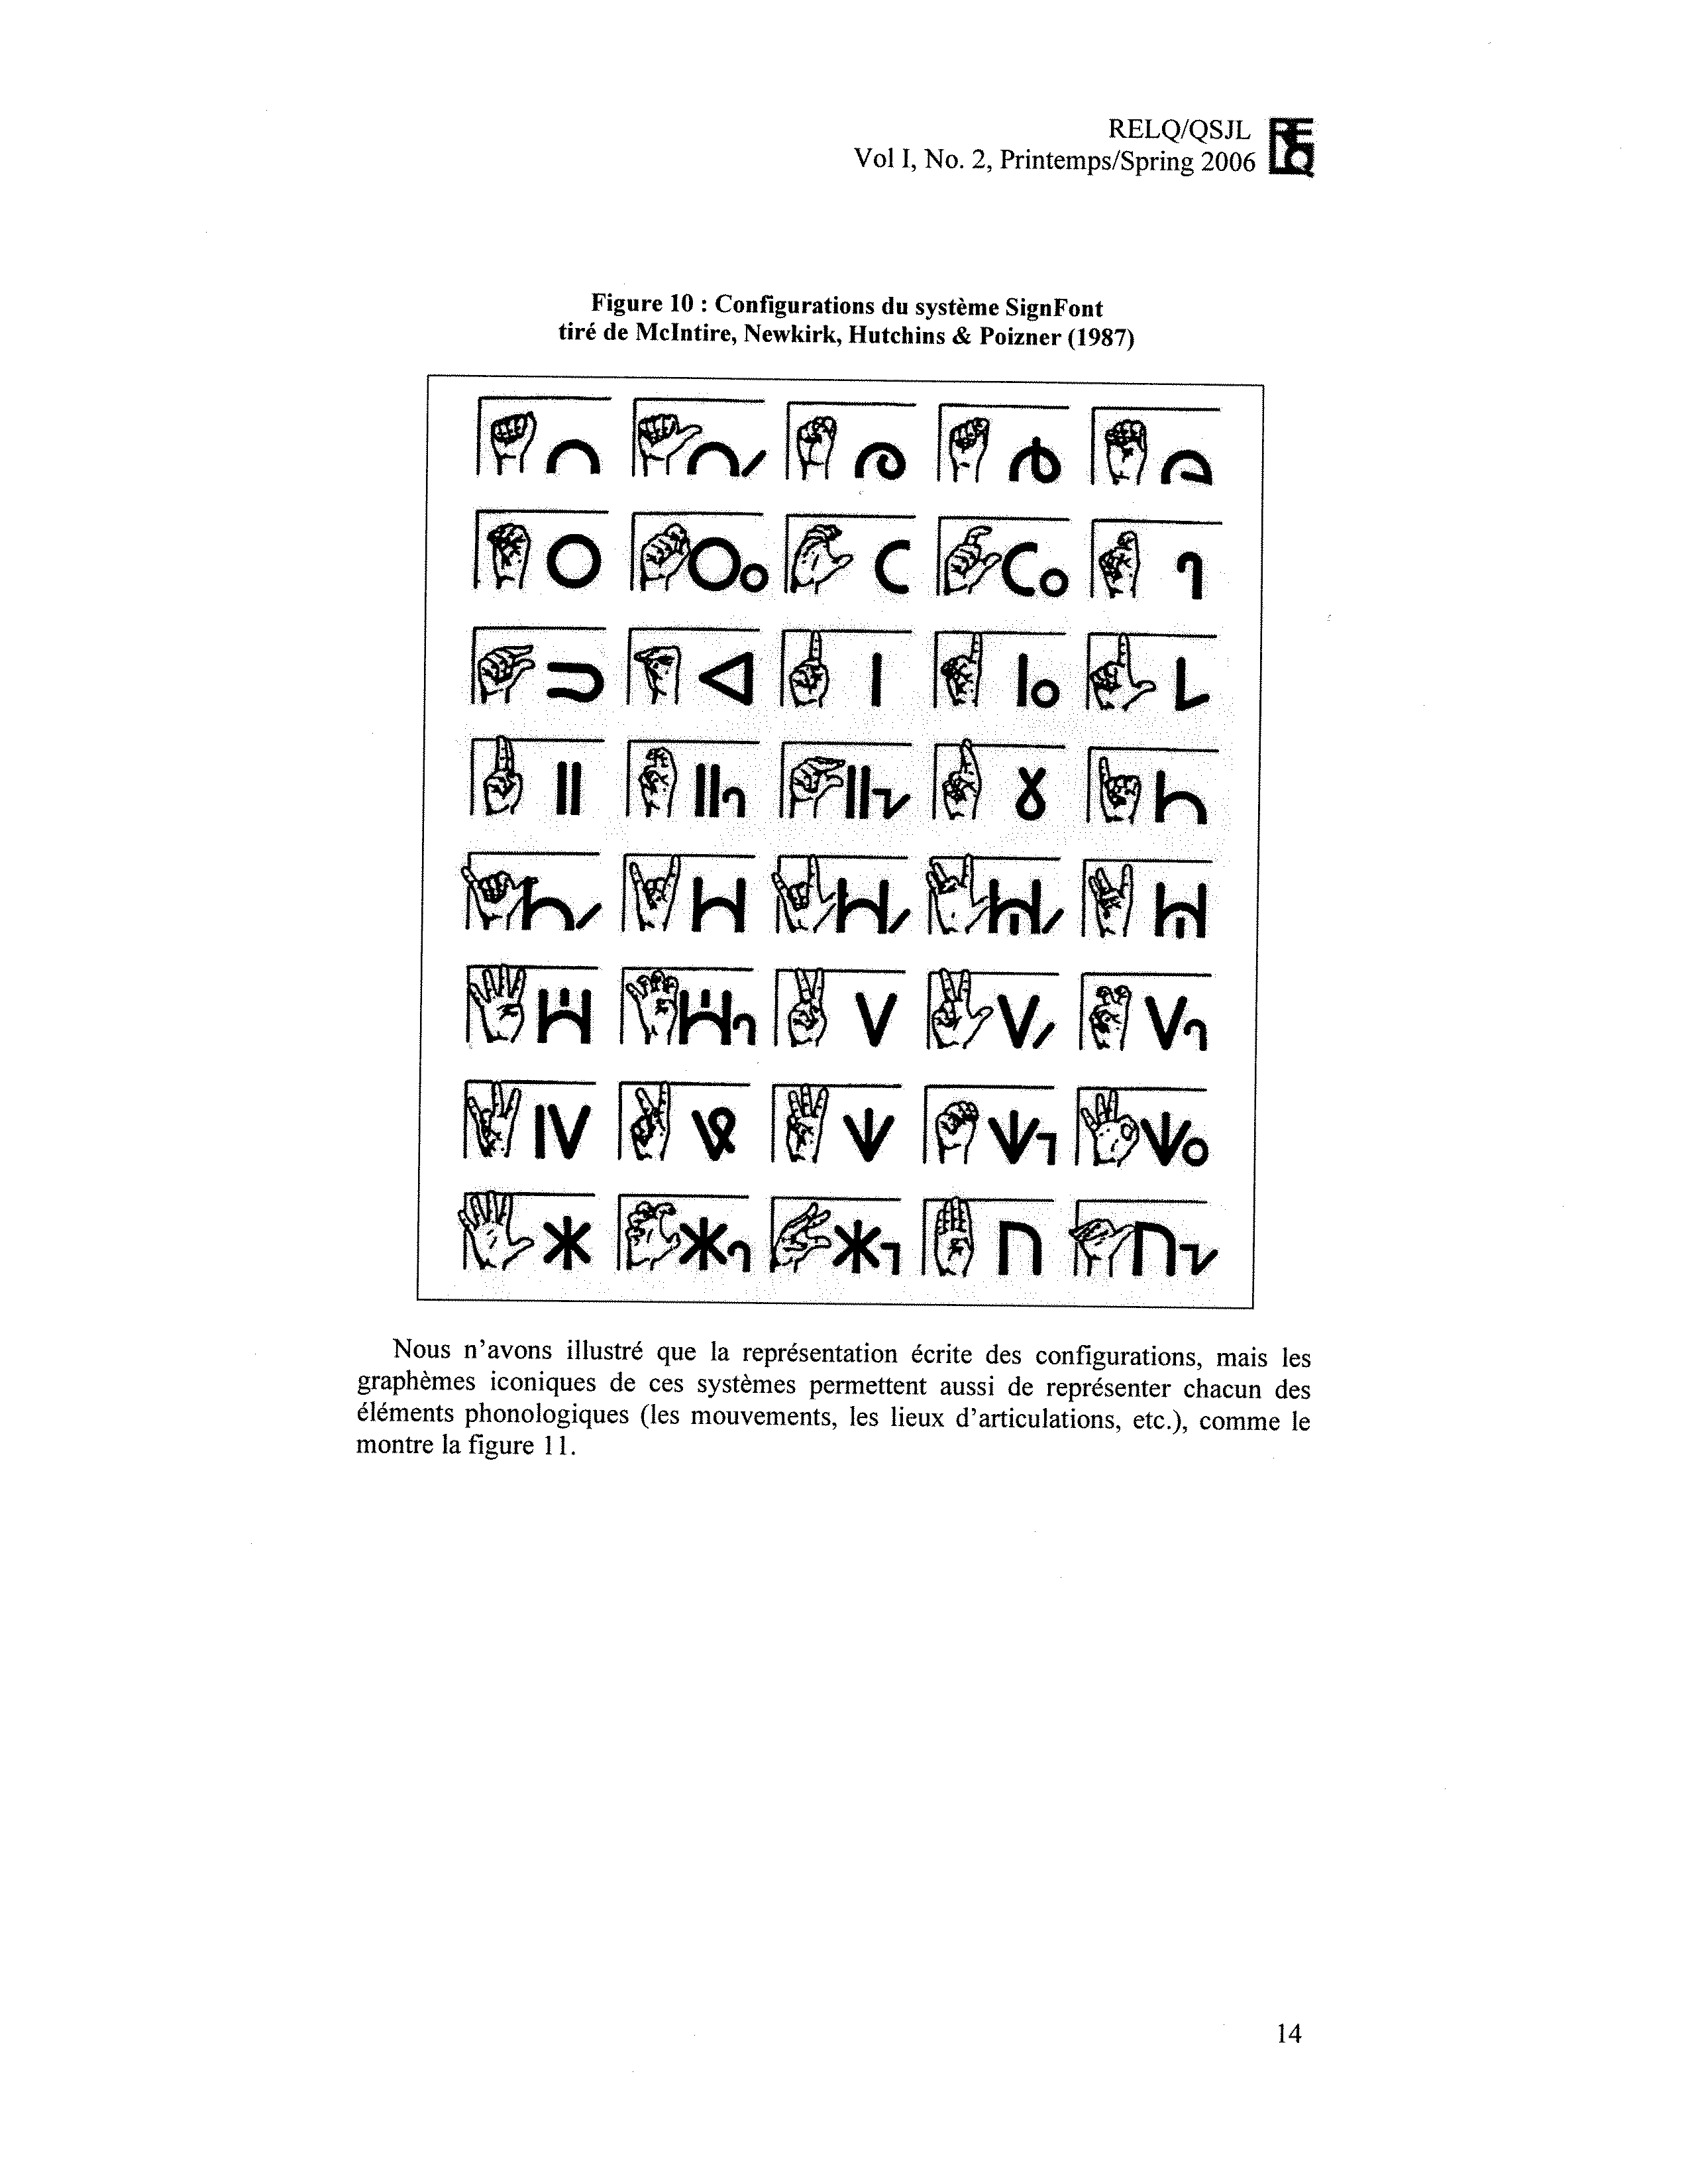 RELQ/QSJL
Vol I, No. 2, Printemps/Spring 2006
RELQ
Figure 10 : Configurations du système SignFont
tiré de McIntire, Newkirk, Hutchins & Poizner (1987)
Nous n'avons illustré que la représentation écrite des configurations, mais les
graphèmes iconiques de ces systèmes permettent aussi de représenter chacun des
éléments phonologiques (les mouvements, les lieux d'articulations, etc.), comme le
montre la figure 11.
14